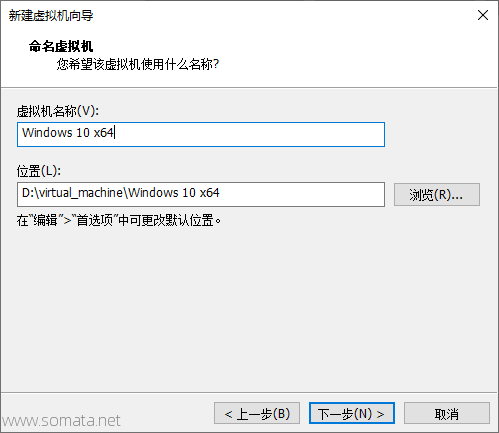 新建虚拟机向导
命名虚拟机
您希望该虚拟机使用什么名称?
虚拟机名称(V):
Windows 10 x64
位置(L):
D:\virtual_machine\Windows 10 x64
浏览(R)...
在“编辑”>“首选项”中可更改默认位置。
< 上一步(B) 下一步(N) > 取消
www.somata.net